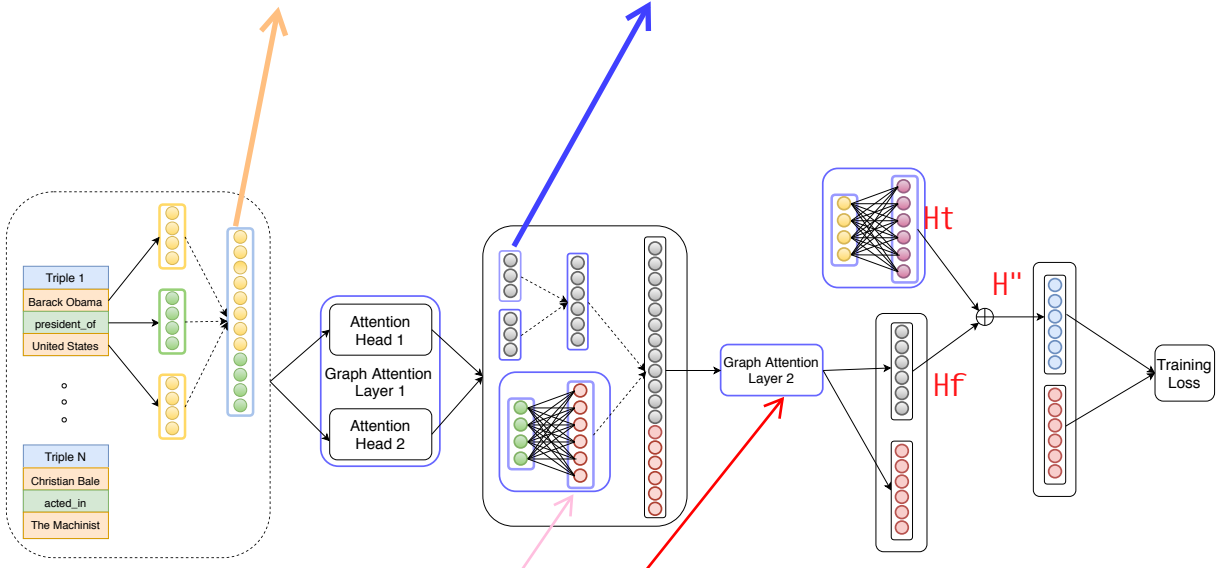 Triple 1
Barack Obama
president_of
United States
Triple N
Christian Bale
acted_in
The Machinist
Attention
Head 1
Graph Attention
Layer 1
Attention
Head 2
Graph Attention
Layer 2
Ht
Hf
H"
Training
Loss